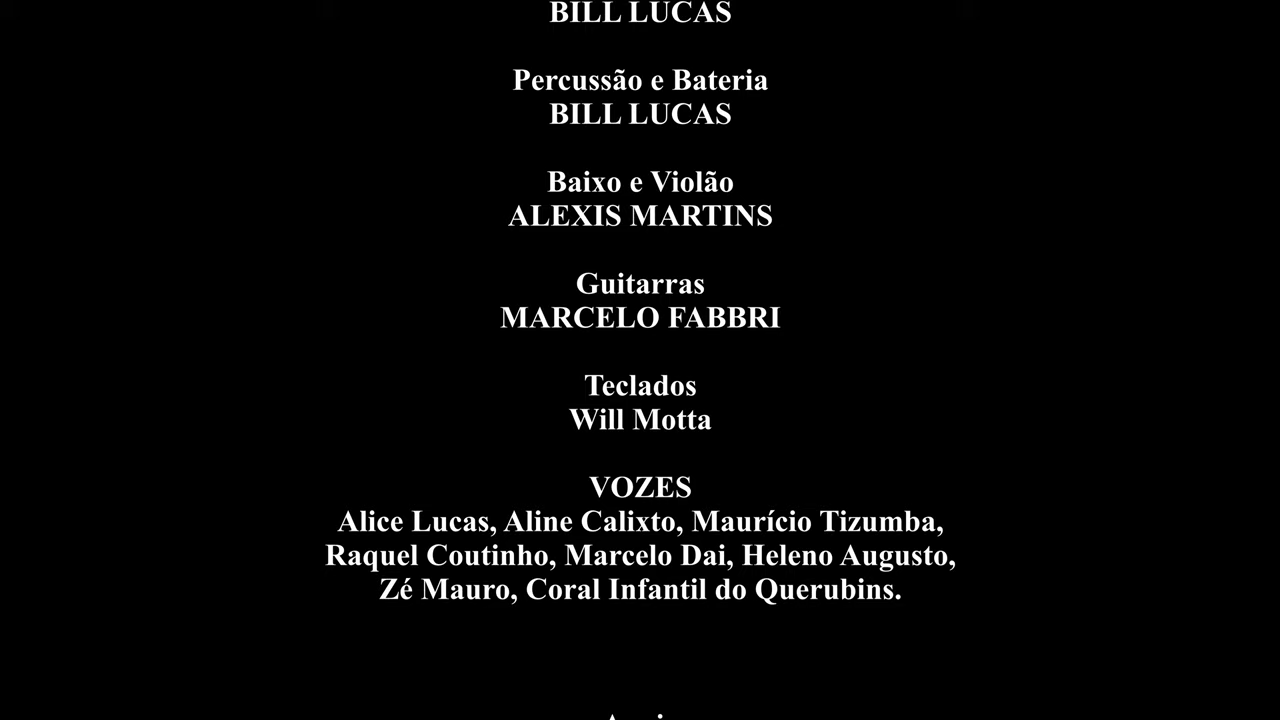 BILL LUCAS
Percussão e Bateria
BILL LUCAS
Baixo e Violão
ALEXIS MARTINS
Guitarras
MARCELO FABBRI
Teclados
Will Motta
VOZES
Alice Lucas, Aline Calixto, Maurício Tizumba,
Raquel Coutinho, Marcelo Dai, Heleno Augusto,
Zé Mauro, Coral Infantil do Querubins.